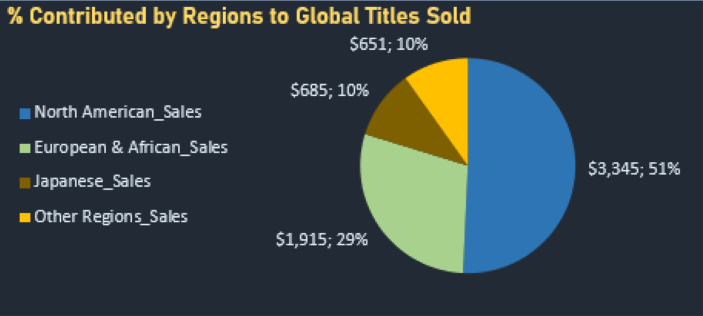 % Contributed by Regions to Global Titles Sold
$651; 10%
$685; 10%
North American_Sales
European & African_Sales
Japanese_Sales
Other Regions_Sales
$3,345; 51%
$1,915; 29%